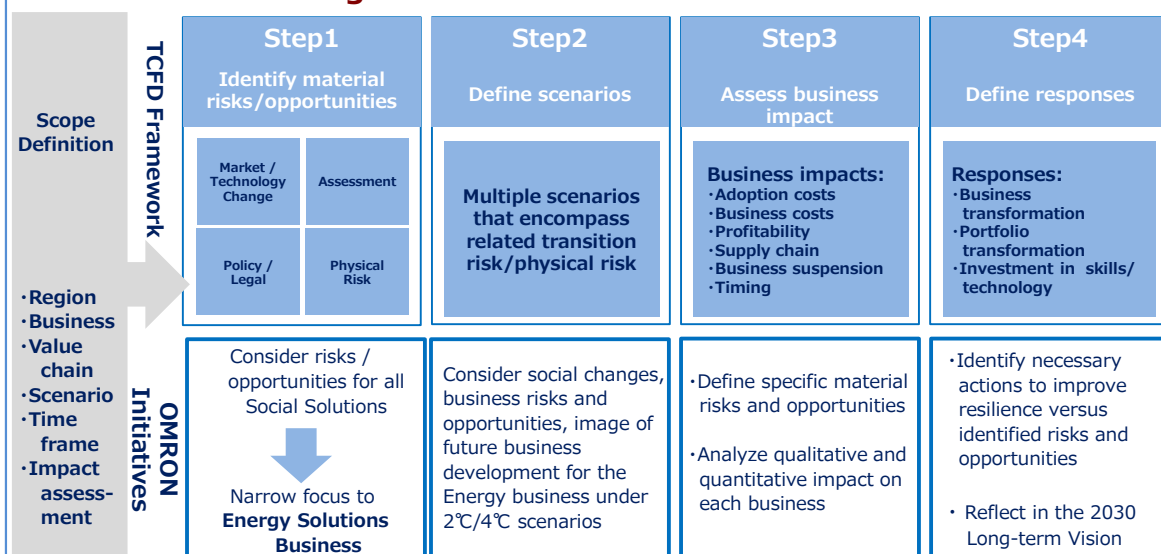 Scope
Definition
·Region
·Business
·Value
chain
·Scenario
·Time
frame
·Impact
assess-
ment
TCFD Framework
Step1
Identify material
risks/opportunities
Market /
Technology
Change
Assessment
Policy /
Legal
Physical
Risk
Step2
Define scenarios
Multiple scenarios
that encompass
related transition
risk/physical risk
Step3
Assess business
impact
Business impacts:
·Adoption costs
·Business costs
·Profitability
·Supply chain
·Business suspension
·Timing
Step4
Define responses
Responses:
·Business
transformation
·Portfolio
transformation
·Investment in skills/
technology
OMRON
Initiatives
Consider risks /
opportunities for all
Social Solutions
Narrow focus to
Energy Solutions
Business
Consider social changes,
business risks and
opportunities, image of
future business
development for the
Energy business under
2℃/4℃ scenarios
·Define specific material
risks and opportunities
·Analyze qualitative and
quantitative impact on
each business
·Identify necessary
actions to improve
resilience versus
identified risks and
opportunities
· Reflect in the 2030
Long-term Vision